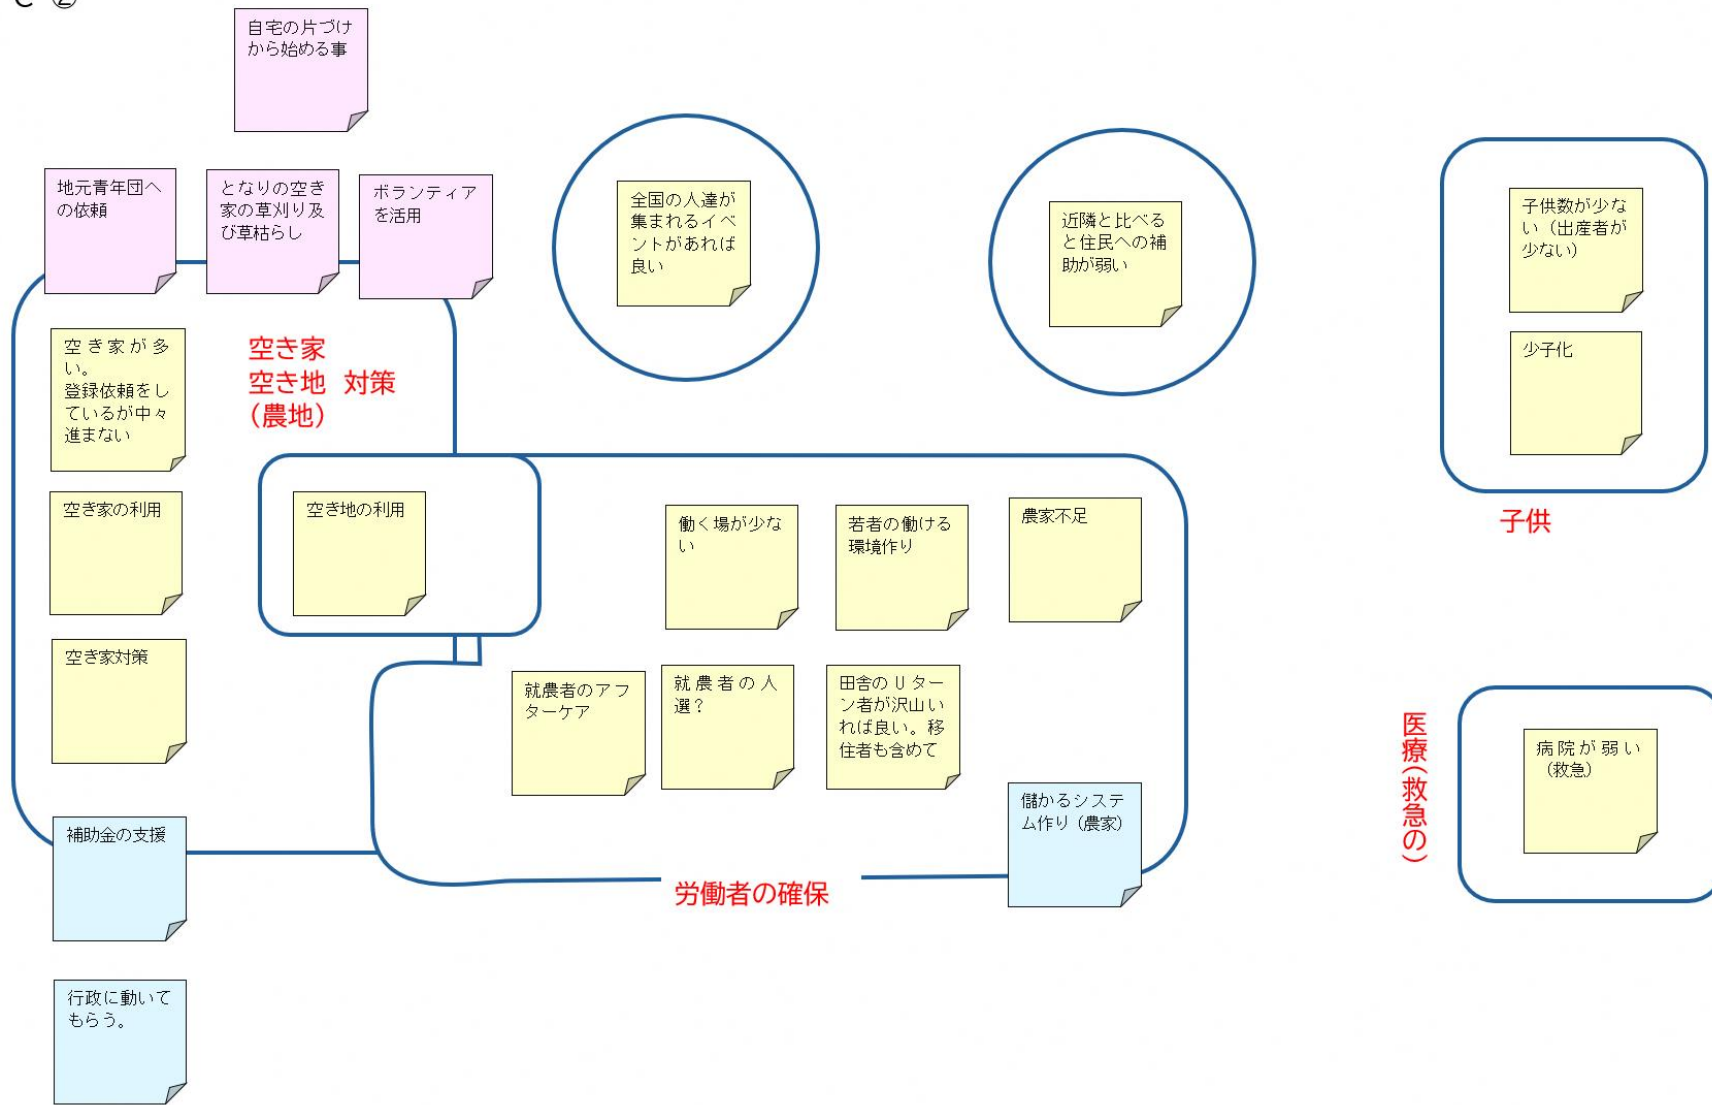 C ②
自宅の片づけ
から始める事
地元青年団へ
の依頼
となりの空き
家の草刈り及
び草枯らし
ボランティア
を活用
全国の人達が
集まれるイベ
ントがあれば
良い
近隣と比べる
と住民への補
助が弱い
子供数が少な
い（出産者が
少ない）
少子化
子供
空き家が多
い。
登録依頼をし
ているが中々
進まない
空き家
空き地 対策
（農地）
空き家の利用
空き地の利用
働く場が少な
い
若者の働ける
環境作り
農家不足
空き家対策
就農者のアフ
ターケア
就農者の人
選？
田舎のＵター
ン者が沢山い
れば良い。移
住者も含めて
医療（救急の）
病院が弱い
（救急）
補助金の支援
儲かるシステ
ム作り（農家）
労働者の確保
行政に動いて
もらう。